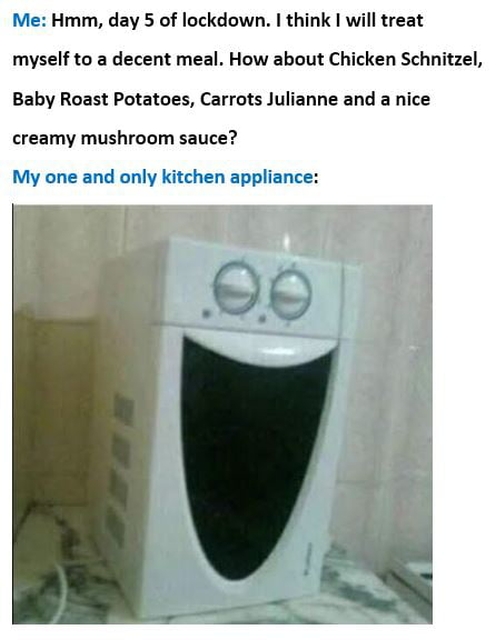 Me: Hmm, day 5 of lockdown. I think I will treat
myself to a decent meal. How about Chicken Schnitzel,
Baby Roast Potatoes, Carrots Julianne and a nice
creamy mushroom sauce?
My one and only kitchen appliance: